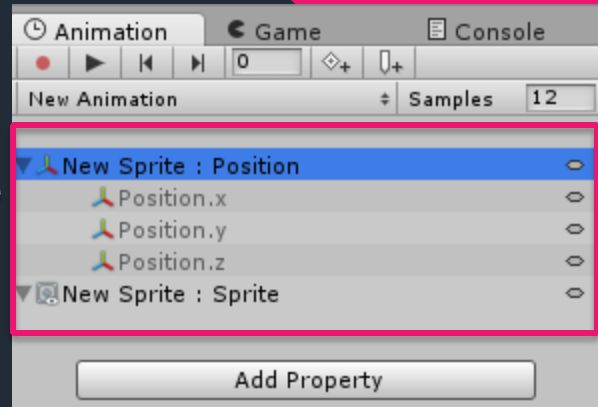 Animation Game Console
0
New Animation Samples 12
New Sprite : Position
Position.x
Position.y
Position.z
New Sprite : Sprite
Add Property